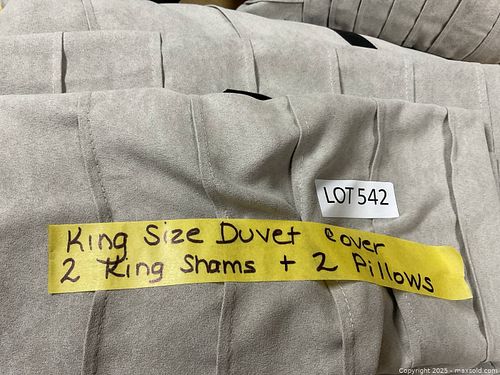 LOT 542
King Size Duvet Cover
2 King Shams + 2 Pillows
Copyright 2025 - maxsold.com